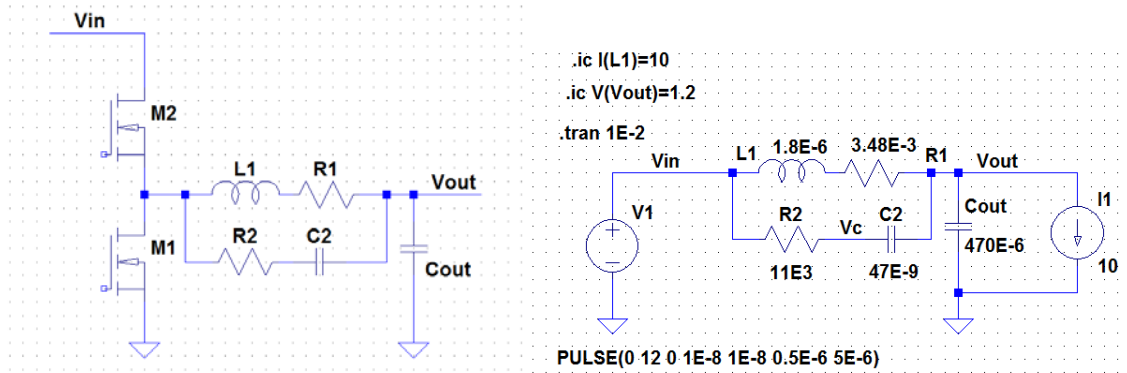 Vin
M2
L1
R1
Vout
R2
C2
M1
Cout
.ic I(L1)=10
.ic V(Vout)=1.2
.tran 1E-2
Vin
L1
1.8E-6
3.48E-3
R1
Vout
V1
R2
Vc
C2
Cout
I1
11E3
47E-9
470E-6
10
PULSE(0 12 0 1E-8 1E-8 0.5E-6 5E-6)